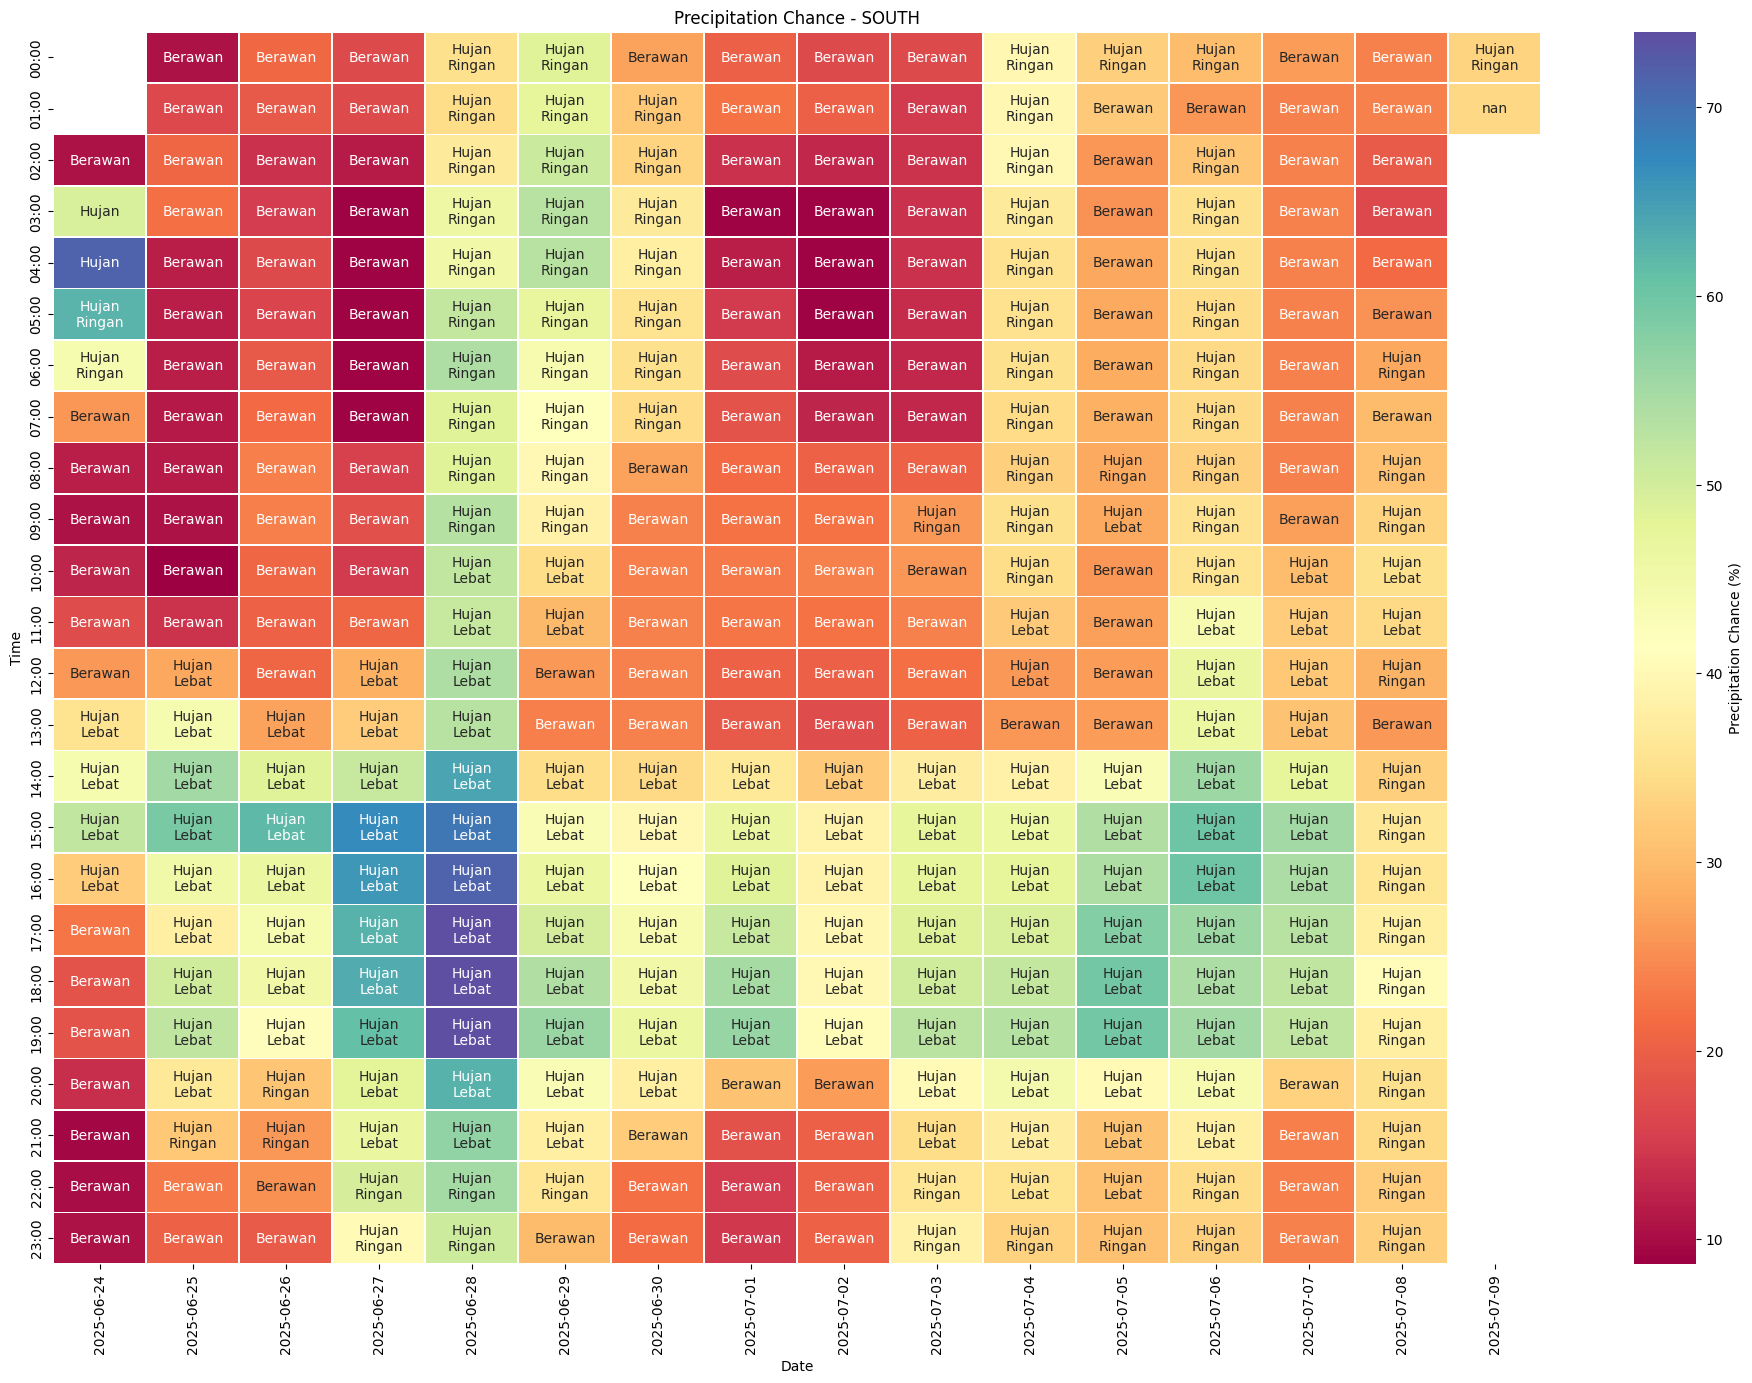 Precipitation Chance - SOUTH
00:00 Berawan Berawan Berawan Hujan Ringan Hujan Ringan Berawan Berawan Berawan Berawan Hujan Ringan Hujan Ringan Hujan Ringan Berawan Berawan Hujan Ringan
01:00 Berawan Berawan Berawan Hujan Ringan Hujan Ringan Hujan Ringan Berawan Berawan Berawan Hujan Ringan Berawan Berawan Berawan Berawan nan
02:00 Berawan Berawan Berawan Berawan Hujan Ringan Hujan Ringan Hujan Ringan Berawan Berawan Berawan Hujan Ringan Berawan Hujan Ringan Berawan Berawan
03:00 Hujan Berawan Berawan Berawan Hujan Ringan Hujan Ringan Hujan Ringan Berawan Berawan Berawan Hujan Ringan Berawan Hujan Ringan Berawan Berawan
04:00 Hujan Berawan Berawan Berawan Hujan Ringan Hujan Ringan Hujan Ringan Berawan Berawan Berawan Hujan Ringan Berawan Hujan Ringan Berawan Berawan
05:00 Hujan Ringan Berawan Berawan Berawan Hujan Ringan Hujan Ringan Hujan Ringan Berawan Berawan Berawan Hujan Ringan Berawan Hujan Ringan Berawan Berawan
06:00 Hujan Ringan Berawan Berawan Berawan Hujan Ringan Hujan Ringan Hujan Ringan Berawan Berawan Berawan Hujan Ringan Berawan Hujan Ringan Berawan Hujan Ringan
07:00 Berawan Berawan Berawan Berawan Hujan Ringan Hujan Ringan Hujan Ringan Berawan Berawan Berawan Hujan Ringan Berawan Hujan Ringan Berawan Berawan
08:00 Berawan Berawan Berawan Berawan Hujan Ringan Hujan Ringan Berawan Berawan Berawan Berawan Hujan Ringan Hujan Ringan Hujan Ringan Berawan Hujan Ringan
09:00 Berawan Berawan Berawan Berawan Hujan Ringan Hujan Ringan Berawan Berawan Berawan Hujan Ringan Hujan Ringan Hujan Lebat Hujan Ringan Berawan Hujan Ringan
10:00 Berawan Berawan Berawan Berawan Hujan Lebat Hujan Lebat Berawan Berawan Berawan Berawan Hujan Ringan Berawan Hujan Ringan Hujan Lebat Hujan Lebat
11:00 Berawan Berawan Berawan Berawan Hujan Lebat Hujan Lebat Berawan Berawan Berawan Berawan Hujan Lebat Berawan Hujan Lebat Hujan Lebat Hujan Lebat
12:00 Berawan Hujan Lebat Berawan Hujan Lebat Hujan Lebat Berawan Berawan Berawan Berawan Berawan Hujan Lebat Berawan Hujan Lebat Hujan Lebat Hujan Ringan
13:00 Hujan Lebat Hujan Lebat Hujan Lebat Hujan Lebat Hujan Lebat Berawan Berawan Berawan Berawan Berawan Berawan Berawan Hujan Lebat Hujan Lebat Berawan
14:00 Hujan Lebat Hujan Lebat Hujan Lebat Hujan Lebat Hujan Lebat Hujan Lebat Hujan Lebat Hujan Lebat Hujan Lebat Hujan Lebat Hujan Lebat Hujan Lebat Hujan Lebat Hujan Lebat Hujan Ringan
15:00 Hujan Lebat Hujan Lebat Hujan Lebat Hujan Lebat Hujan Lebat Hujan Lebat Hujan Lebat Hujan Lebat Hujan Lebat Hujan Lebat Hujan Lebat Hujan Lebat Hujan Lebat Hujan Lebat Hujan Ringan
16:00 Hujan Lebat Hujan Lebat Hujan Lebat Hujan Lebat Hujan Lebat Hujan Lebat Hujan Lebat Hujan Lebat Hujan Lebat Hujan Lebat Hujan Lebat Hujan Lebat Hujan Lebat Hujan Lebat Hujan Ringan
17:00 Berawan Hujan Lebat Hujan Lebat Hujan Lebat Hujan Lebat Hujan Lebat Hujan Lebat Hujan Lebat Hujan Lebat Hujan Lebat Hujan Lebat Hujan Lebat Hujan Lebat Hujan Lebat Hujan Ringan
18:00 Berawan Hujan Lebat Hujan Lebat Hujan Lebat Hujan Lebat Hujan Lebat Hujan Lebat Hujan Lebat Hujan Lebat Hujan Lebat Hujan Lebat Hujan Lebat Hujan Lebat Hujan Lebat Hujan Ringan
19:00 Berawan Hujan Lebat Hujan Lebat Hujan Lebat Hujan Lebat Hujan Lebat Hujan Lebat Hujan Lebat Hujan Lebat Hujan Lebat Hujan Lebat Hujan Lebat Hujan Lebat Hujan Lebat Hujan Ringan
20:00 Berawan Hujan Lebat Hujan Ringan Hujan Lebat Hujan Lebat Hujan Lebat Hujan Lebat Berawan Berawan Hujan Lebat Hujan Lebat Hujan Lebat Hujan Lebat Berawan Hujan Ringan
21:00 Berawan Hujan Ringan Hujan Ringan Hujan Lebat Hujan Lebat Hujan Lebat Berawan Berawan Berawan Hujan Lebat Hujan Lebat Hujan Lebat Hujan Lebat Berawan Hujan Ringan
22:00 Berawan Berawan Berawan Hujan Ringan Hujan Ringan Hujan Ringan Berawan Berawan Berawan Hujan Ringan Hujan Lebat Hujan Lebat Hujan Ringan Berawan Hujan Ringan
23:00 Berawan Berawan Berawan Hujan Ringan Hujan Ringan Berawan Berawan Berawan Berawan Hujan Ringan Hujan Ringan Hujan Ringan Hujan Ringan Berawan Hujan Ringan
Time
2025-06-24 2025-06-25 2025-06-26 2025-06-27 2025-06-28 2025-06-29 2025-06-30 2025-07-01 2025-07-02 2025-07-03 2025-07-04 2025-07-05 2025-07-06 2025-07-07 2025-07-08 2025-07-09
Date
70
60
50
40
30
20
10
Precipitation Chance (%)